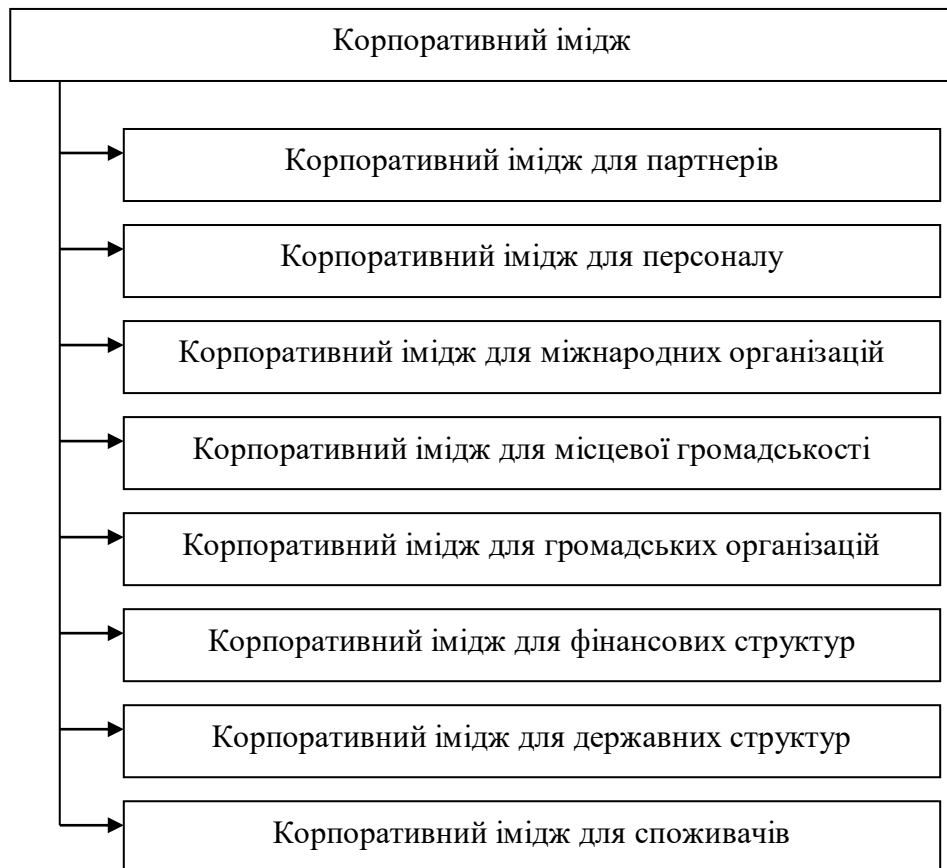 Корпоративний імідж
Корпоративний імідж для партнерів
Корпоративний імідж для персоналу
Корпоративний імідж для міжнародних організацій
Корпоративний імідж для місцевої громадськості
Корпоративний імідж для громадських організацій
Корпоративний імідж для фінансових структур
Корпоративний імідж для державних структур
Корпоративний імідж для споживачів